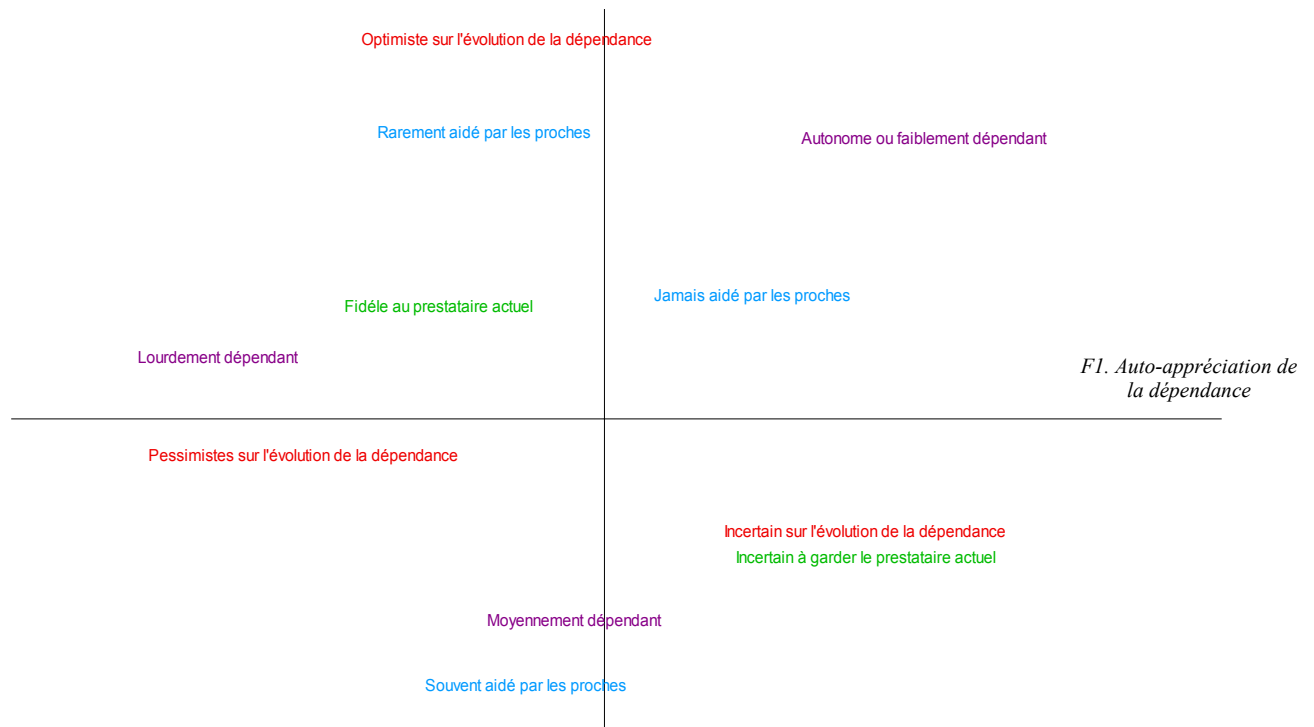 Optimiste sur l'évolution de la dépendance
Rarement aidé par les proches
Autonome ou faiblement dépendant
Jamais aidé par les proches
Fidéle au prestataire actuel
Lourdement dépendant
F1. Auto-appréciation de
la dépendance
Pessimistes sur l'évolution de la dépendance
Incertain sur l'évolution de la dépendance
Incertain à garder le prestataire actuel
Moyennement dépendant
Souvent aidé par les proches